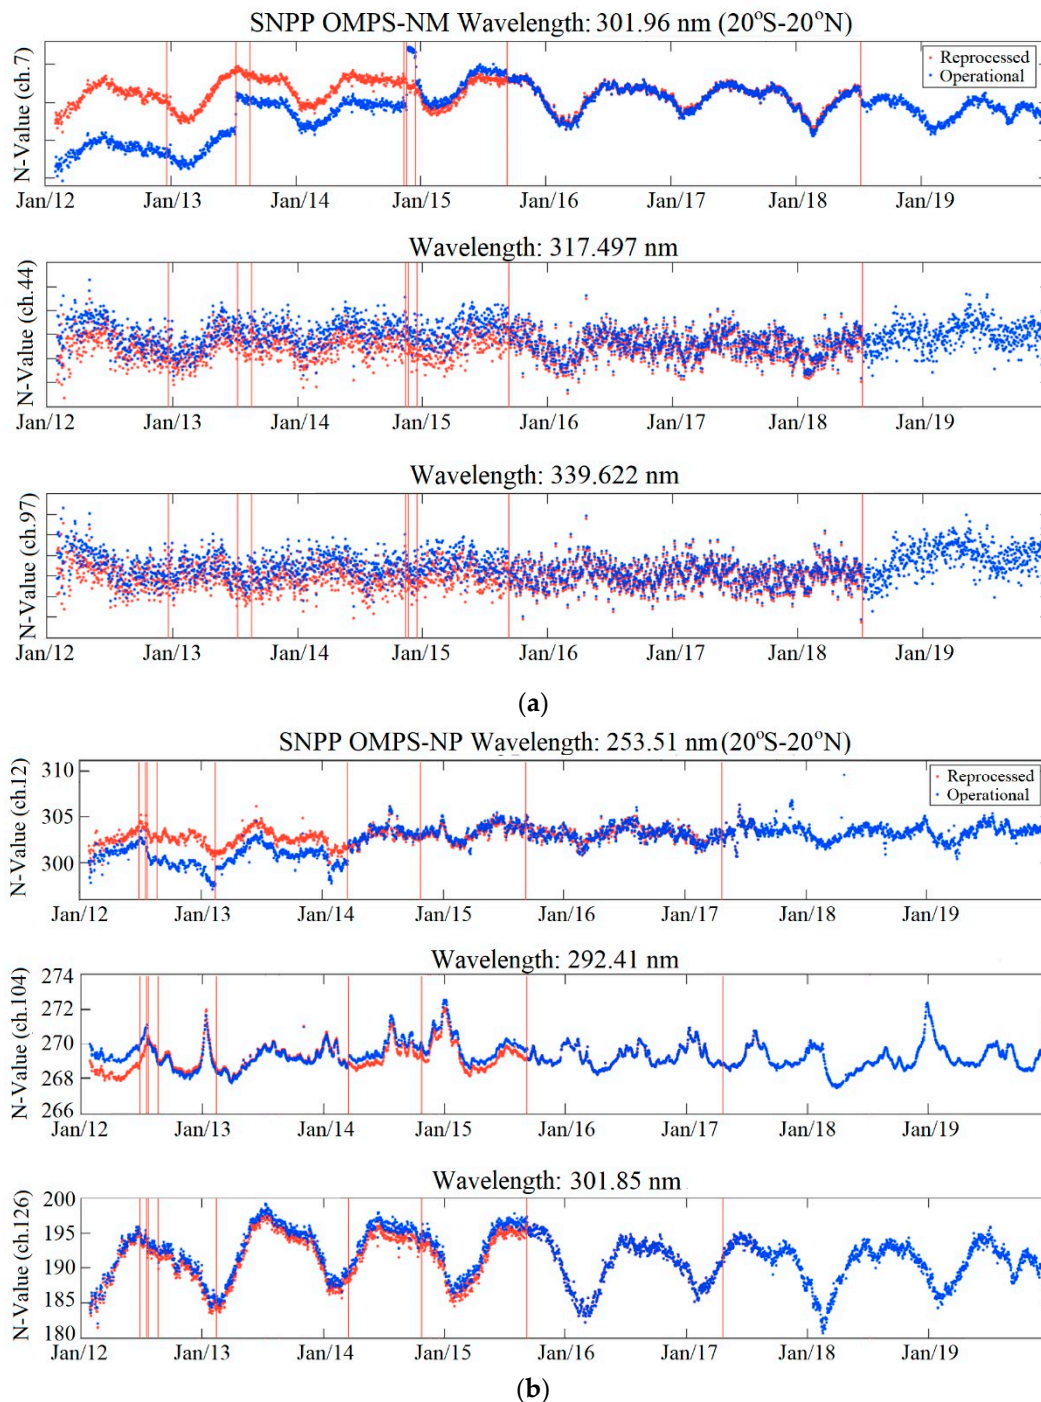 SNPP OMPS-NM Wavelength: 301.96 nm (20°S-20°N)
N-Value (ch.7)
Reprocessed
Operational
Jan/12 Jan/13 Jan/14 Jan/15 Jan/16 Jan/17 Jan/18 Jan/19
Wavelength: 317.497 nm
N-Value (ch.44)
Jan/12 Jan/13 Jan/14 Jan/15 Jan/16 Jan/17 Jan/18 Jan/19
Wavelength: 339.622 nm
N-Value (ch.97)
Jan/12 Jan/13 Jan/14 Jan/15 Jan/16 Jan/17 Jan/18 Jan/19
(a)
SNPP OMPS-NP Wavelength: 253.51 nm (20°S-20°N)
N-Value (ch.12)
310
305
300
Reprocessed
Operational
Jan/12 Jan/13 Jan/14 Jan/15 Jan/16 Jan/17 Jan/18 Jan/19
Wavelength: 292.41 nm
N-Value (ch.104)
274
272
270
268
266
Jan/12 Jan/13 Jan/14 Jan/15 Jan/16 Jan/17 Jan/18 Jan/19
Wavelength: 301.85 nm
N-Value (ch.126)
200
195
190
185
180
Jan/12 Jan/13 Jan/14 Jan/15 Jan/16 Jan/17 Jan/18 Jan/19
(b)